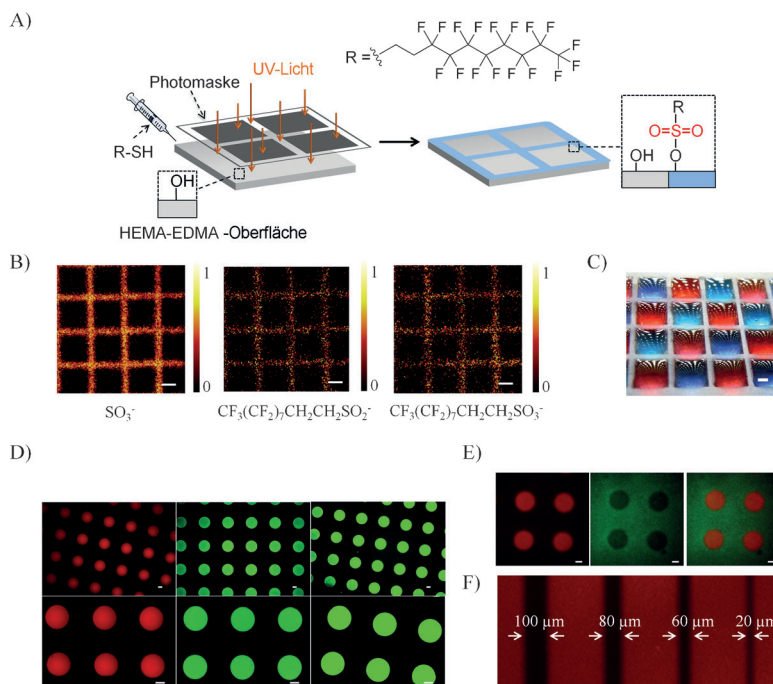 A)
R =
F F F F F F F F
F
F F F F F F F F
UV-Licht
Photomaske
R-SH
OH
HEMA-EDMA -Oberfläche
R
O=S=O
OH O
B)
1
0
1
0
1
0
SO₃⁻
CF₃(CF₂)₇CH₂CH₂SO₂⁻
CF₃(CF₂)₇CH₂CH₂SO₃⁻
C)
D)
E)
F)
100 µm
80 µm
60 µm
20 µm